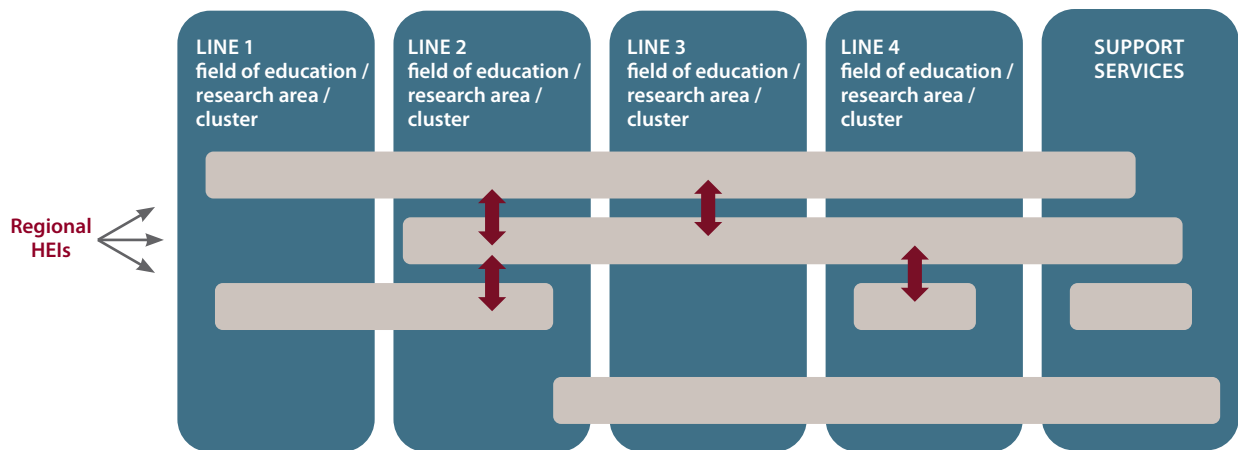 LINE 1
field of education /
research area /
cluster
LINE 2
field of education /
research area /
cluster
LINE 3
field of education /
research area /
cluster
LINE 4
field of education /
research area /
cluster
SUPPORT
SERVICES
Regional
HEIs